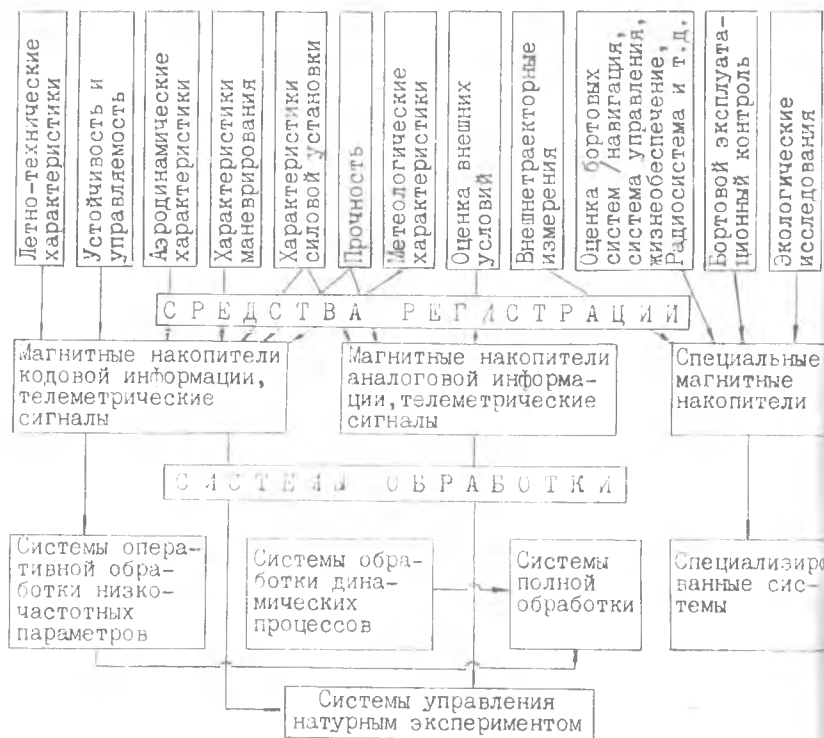 Летно-технические
характеристики
Устойчивость и
управляемость
Аэродинамические
характеристики
Характеристики
маневрирования
Характеристики
силовой установки
Прочность
Метеологические
характеристики
Оценка внешних
условий
Внешнетраекторные
измерения
Оценка бортовых
систем /навигация,
система управления,
жизнеобеспечение,
Радиосистема и т.д.
Бортовой эксплуата-
ционный контроль
Экологические
исследования
СРЕДСТВА РЕГИСТРАЦИИ
Магнитные накопители
кодовой информации,
телеметрические
сигналы
Магнитные накопители
аналоговой информа-
ции, телеметрические
сигналы
Специальные
магнитные
накопители
СИСТЕМЫ ОБРАБОТКИ
Системы опера-
тивной обра-
ботки низко-
частотных
параметров
Системы обра-
ботки дина-
мических
процессов
Системы
полной
обработки
Специализиро
ванные сис-
темы
Системы управления
натурным экспериментом